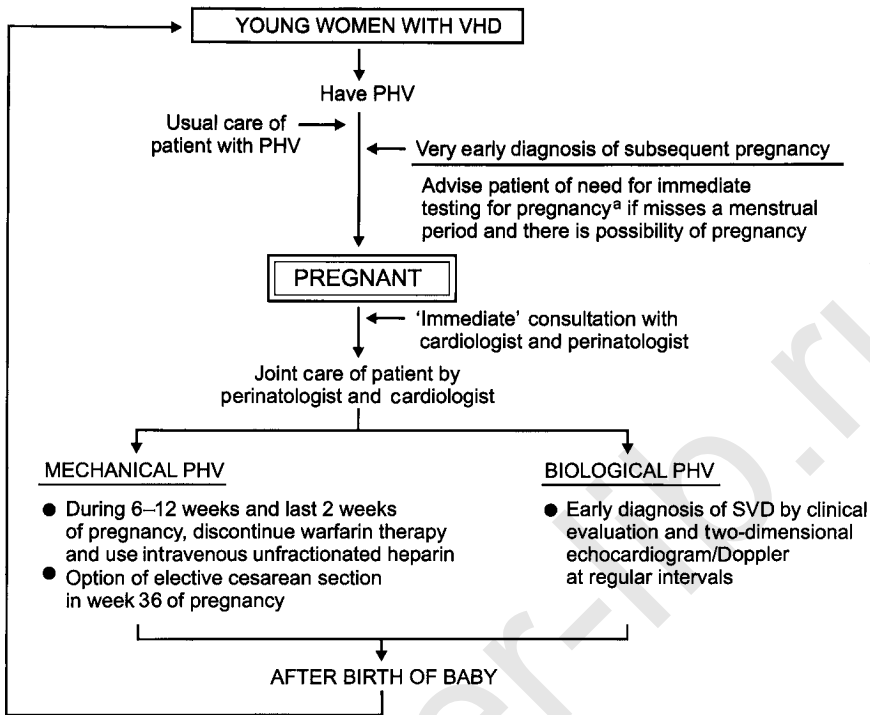 YOUNG WOMEN WITH VHD
Have PHV
Usual care of
patient with PHV
Very early diagnosis of subsequent pregnancy
Advise patient of need for immediate
testing for pregnancyᵃ if misses a menstrual
period and there is possibility of pregnancy
PREGNANT
‘Immediate’ consultation with
cardiologist and perinatologist
Joint care of patient by
perinatologist and cardiologist
MECHANICAL PHV
● During 6–12 weeks and last 2 weeks
of pregnancy, discontinue warfarin therapy
and use intravenous unfractionated heparin
● Option of elective cesarean section
in week 36 of pregnancy
BIOLOGICAL PHV
● Early diagnosis of SVD by clinical
evaluation and two-dimensional
echocardiogram/Doppler
at regular intervals
AFTER BIRTH OF BABY